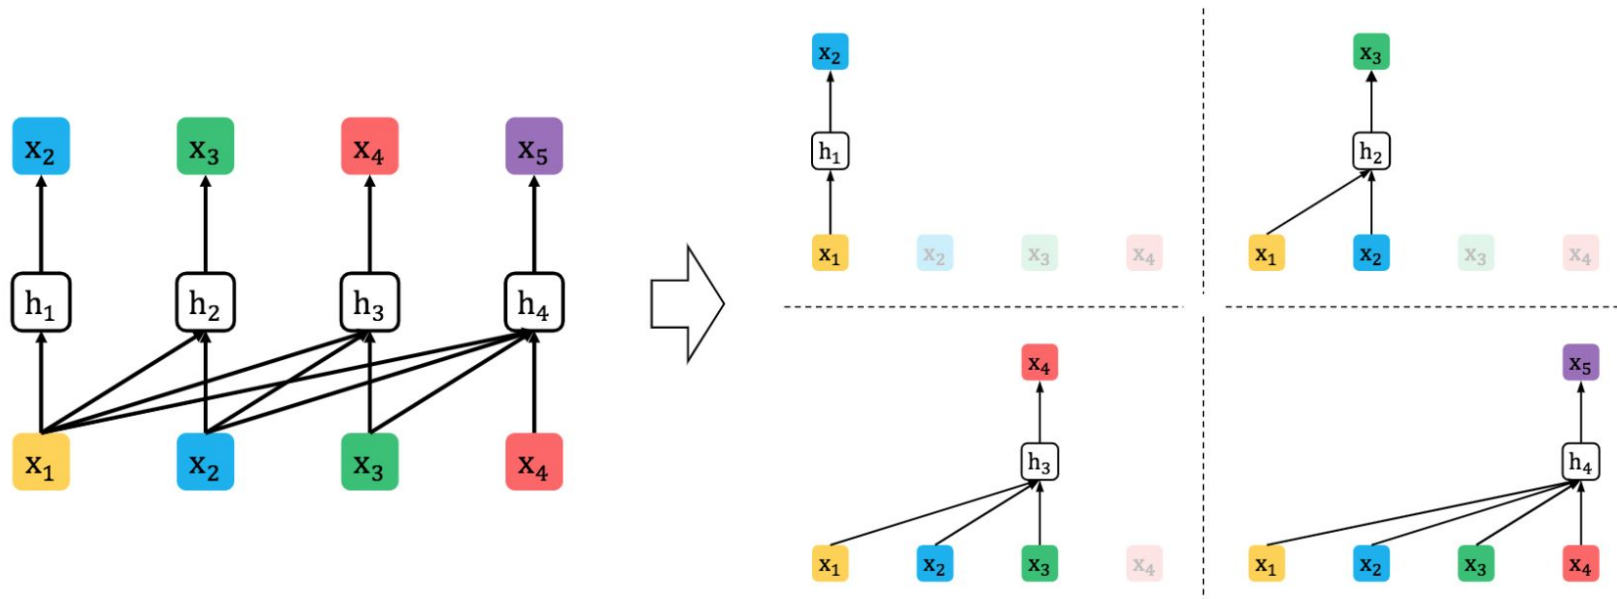 x₂ x₃ x₄ x₅
h₁ h₂ h₃ h₄
x₁ x₂ x₃ x₄
x₂
h₁
x₁ x₂ x₃ x₄
x₃
h₂
x₁ x₂ x₃ x₄
x₄
h₃
x₁ x₂ x₃ x₄
x₅
h₄
x₁ x₂ x₃ x₄